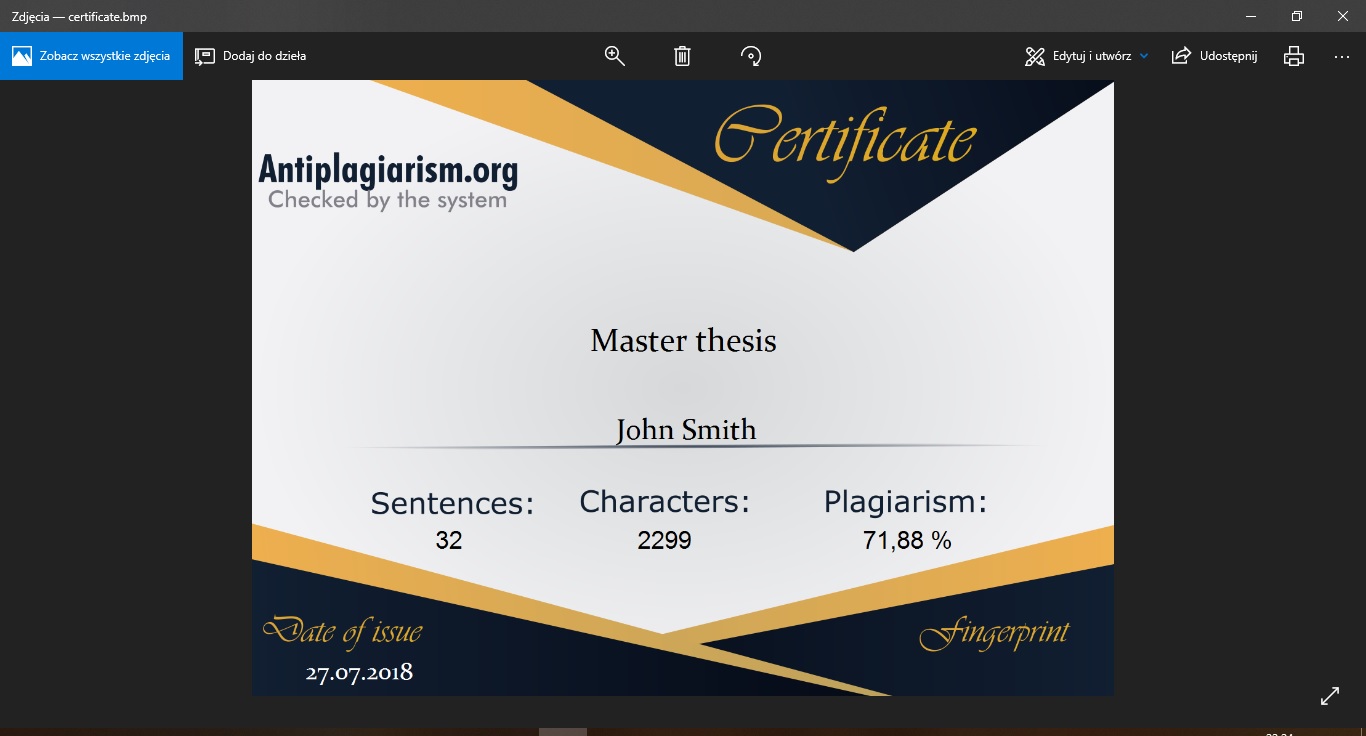 Zdjęcia — certificate.bmp
Zobacz wszystkie zdjęcia
Dodaj do dzieła
Edytuj i utwórz
Udostępnij
Certificate
Antiplagiarism.org
Checked by the system
Master thesis
John Smith
Sentences: Characters: Plagiarism:
32 2299 71,88 %
Date of issue
27.07.2018
Fingerprint